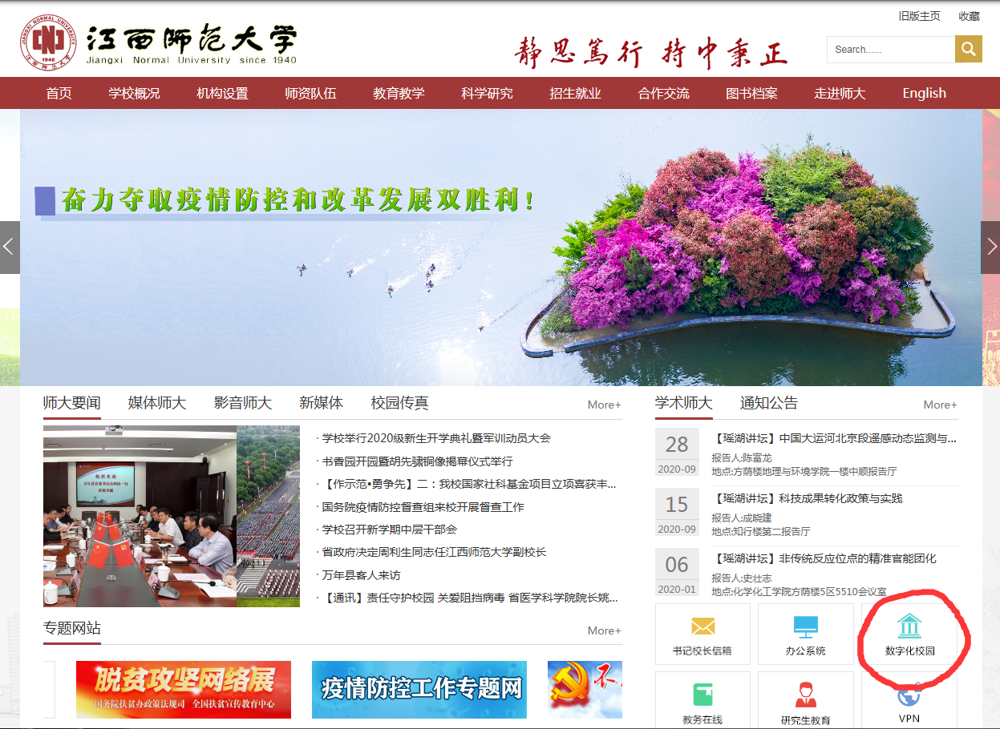 旧版主页 收藏
JIANGXI NORMAL UNIVERSITY
1940
江西师范大学
Jiangxi Normal University since 1940
静思笃行 持中秉正
Search......
首页 学校概况 机构设置 师资队伍 教育教学 科学研究 招生就业 合作交流 图书档案 走进师大 English
奋力夺取疫情防控和改革发展双胜利！
师大要闻 媒体师大 影音师大 新媒体 校园传真 More+
· 学校举行2020级新生开学典礼暨军训动员大会
· 书香园开园暨胡先骕铜像揭幕仪式举行
· 【作示范•勇争先】二：我校国家社科基金项目立项喜获丰...
· 国务院疫情防控督查组来校开展督查工作
· 学校召开新学期中层干部会
· 省政府决定周利生同志任江西师范大学副校长
· 万年县客人来访
· 【通讯】责任守护校园 关爱阻挡病毒 省医学科学院院长姚...
学术师大 通知公告 More+
28
2020-09
【瑶湖讲坛】中国大运河北京段遥感动态监测与...
报告人:陈富龙
地点:方荫楼地理与环境学院一楼中顺报告厅
15
2020-09
【瑶湖讲坛】科技成果转化政策与实践
报告人:成晓建
地点:知行楼第二报告厅
06
2020-01
【瑶湖讲坛】非传统反应位点的精准官能团化
报告人:史壮志
地点:化学化工学院方荫楼5区5510会议室
专题网站 More+
脱贫攻坚网络展
国务院扶贫办政策法规司 全国扶贫宣传教育中心
疫情防控工作专题网
不
书记校长信箱 办公系统 数字化校园
教务在线 研究生教育 VPN